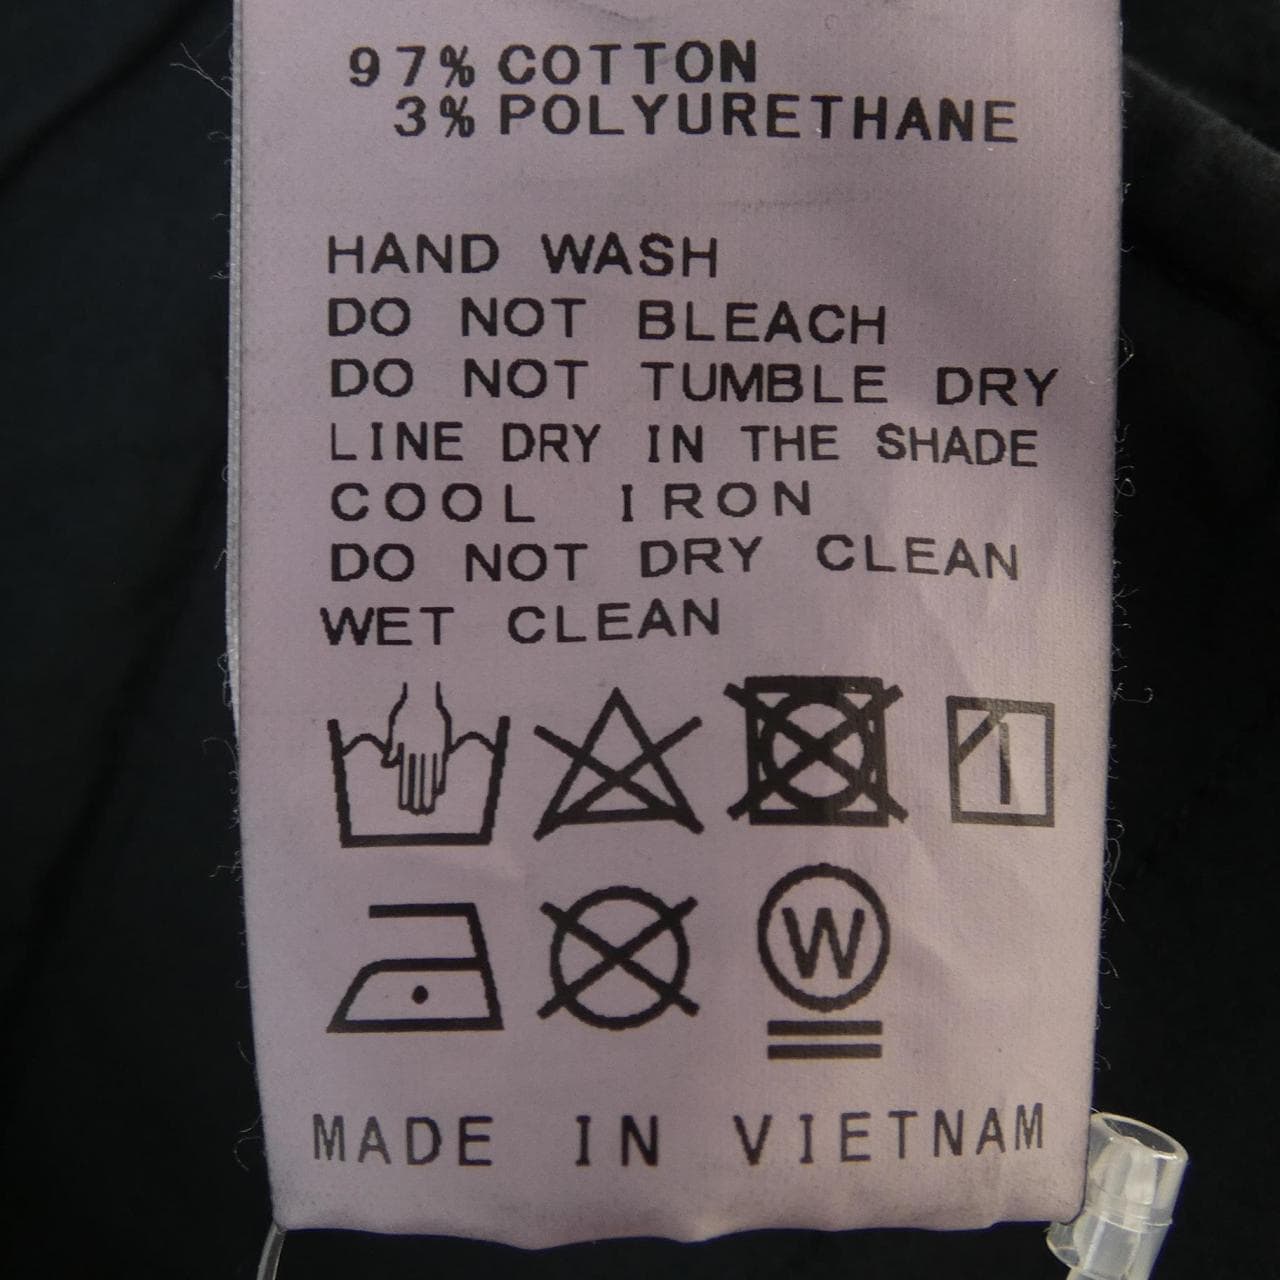 97% COTTON
3% POLYURETHANE
HAND WASH
DO NOT BLEACH
DO NOT TUMBLE DRY
LINE DRY IN THE SHADE
COOL IRON
DO NOT DRY CLEAN
WET CLEAN
W
MADE IN VIETNAM